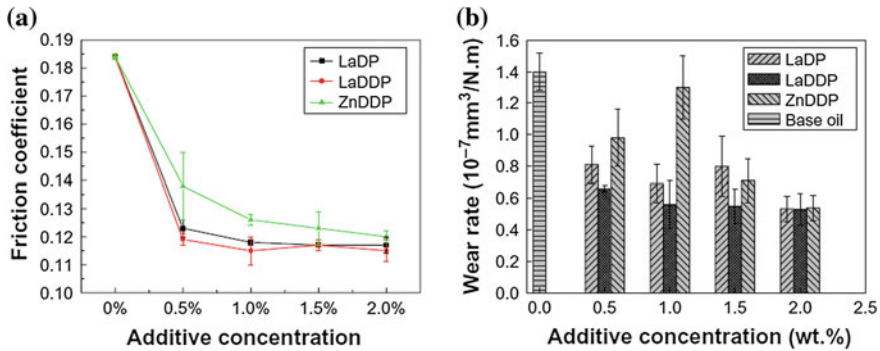 (a)
0.19
0.18
0.17
0.16
0.15
0.14
0.13
0.12
0.11
0.10
Friction coefficient
LaDP
LaDDP
ZnDDP
0% 0.5% 1.0% 1.5% 2.0%
Additive concentration
(b)
1.6
1.4
1.2
1.0
0.8
0.6
0.4
0.2
0.0
Wear rate (10⁻⁷mm³/N.m)
LaDP
LaDDP
ZnDDP
Base oil
0.0 0.5 1.0 1.5 2.0 2.5
Additive concentration (wt.%)